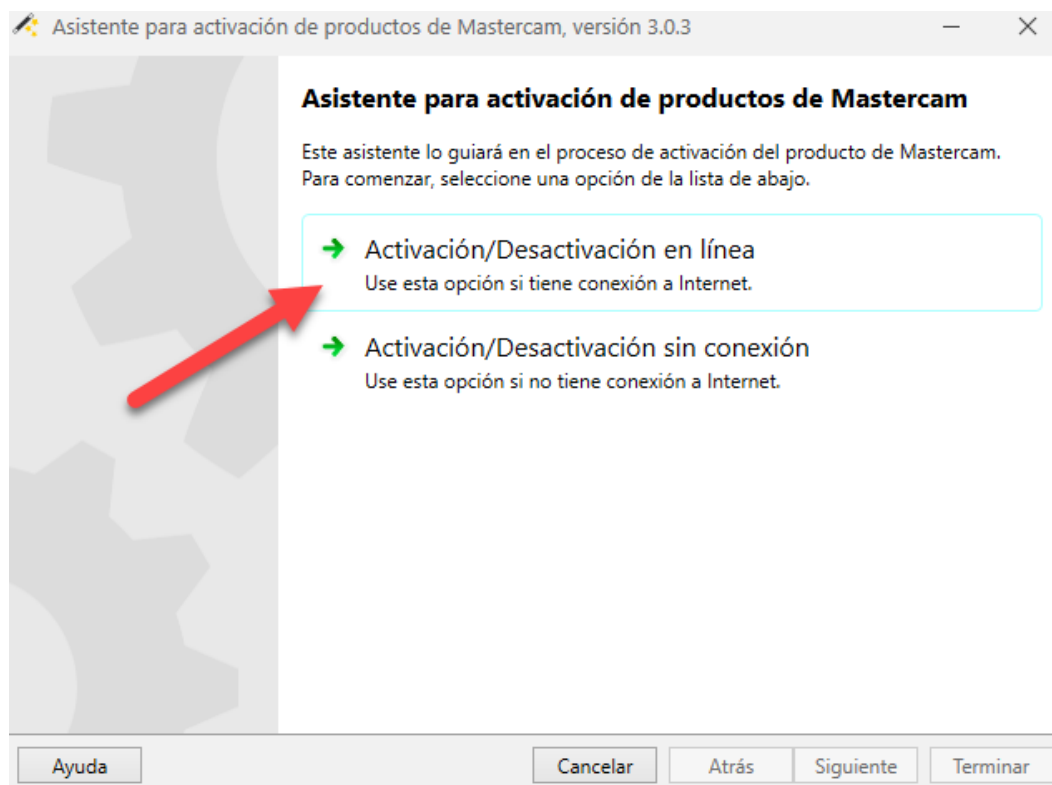 Asistente para activación de productos de Mastercam, versión 3.0.3
Asistente para activación de productos de Mastercam
Este asistente lo guiará en el proceso de activación del producto de Mastercam.
Para comenzar, seleccione una opción de la lista de abajo.
Activación/Desactivación en línea
Use esta opción si tiene conexión a Internet.
Activación/Desactivación sin conexión
Use esta opción si no tiene conexión a Internet.
Ayuda Cancelar Atrás Siguiente Terminar